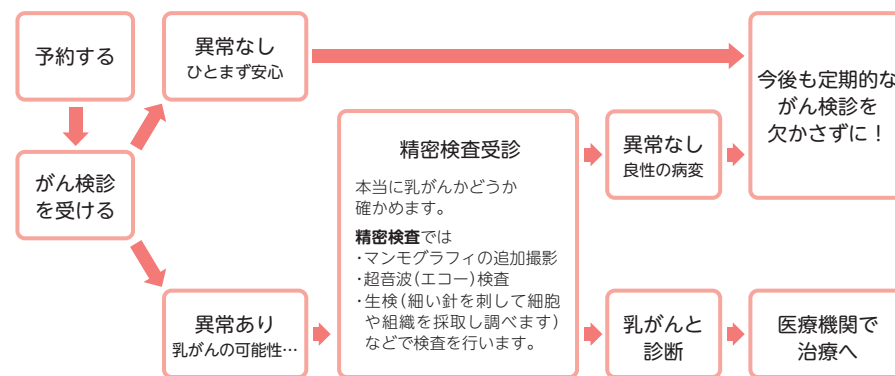 予約する
がん検診
を受ける
異常なし
ひとまず安心
異常あり
乳がんの可能性…
精密検査受診
本当に乳がんかどうか
確かめます。
精密検査では
・マンモグラフィの追加撮影
・超音波(エコー)検査
・生検(細い針を刺して細胞
や組織を採取し調べます)
などで検査を行います。
異常なし
良性の病変
今後も定期的な
がん検診を
欠かさずに！
乳がんと
診断
医療機関で
治療へ